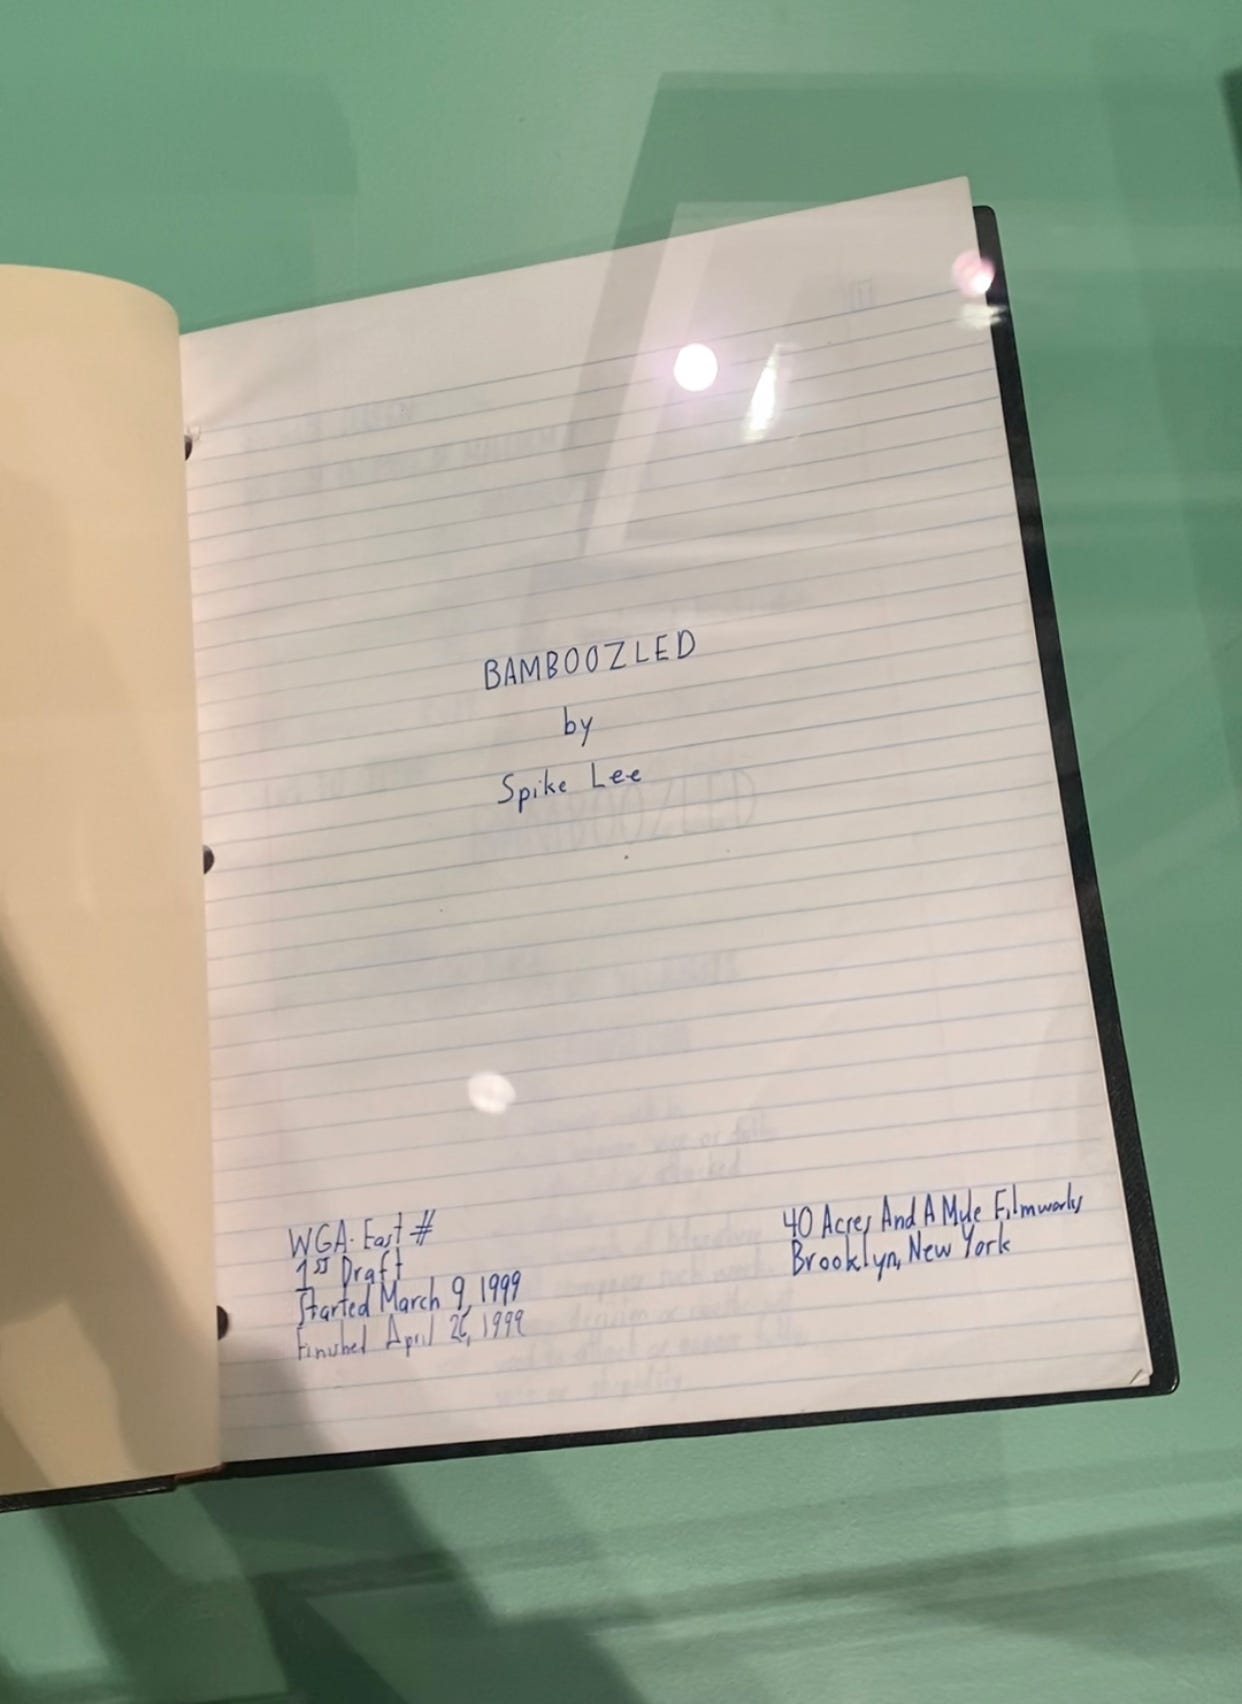 BAMBOOZLED
by
Spike Lee
WGA-East #
1ST Draft
Started March 9, 1999
Finished April 26, 1999
40 Acres And A Mule Filmworks
Brooklyn, New York